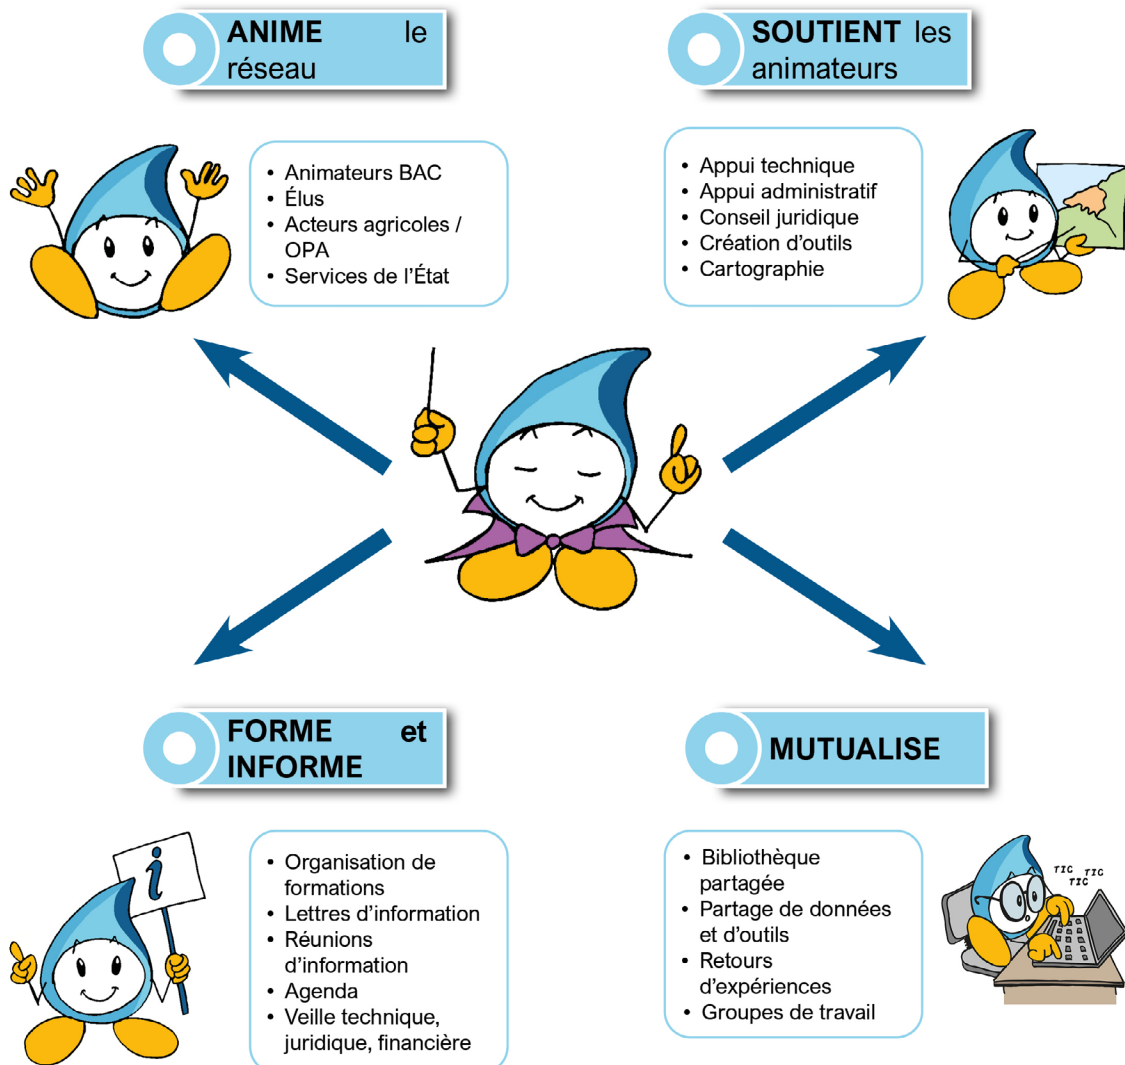 ANIME le
réseau
• Animateurs BAC
• Élus
• Acteurs agricoles /
OPA
• Services de l’État
SOUTIENT les
animateurs
• Appui technique
• Appui administratif
• Conseil juridique
• Création d’outils
• Cartographie
FORME et
INFORME
i
• Organisation de
formations
• Lettres d’information
• Réunions
d’information
• Agenda
• Veille technique,
juridique, financière
MUTUALISE
• Bibliothèque
partagée
• Partage de données
et d’outils
• Retours
d’expériences
• Groupes de travail
TIC
TIC
TIC
TIC